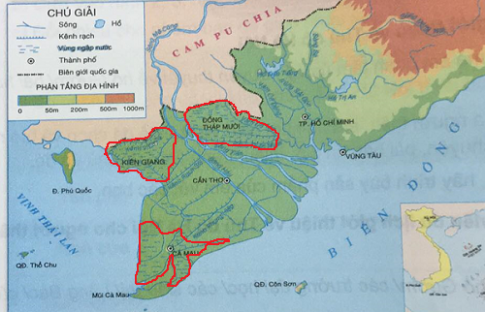 CHÚ GIẢI
Sông
Hồ
Kênh rạch
Vùng ngập nước
Thành phố
Biên giới quốc gia
PHÂN TẦNG ĐỊA HÌNH
0 50m 200m 500m 1000m
CAM PU CHIA
ĐỒNG
THÁP MƯỜI
Hồ Trị An
TP. HỒ CHÍ MINH
VŨNG TÀU
KIÊN GIANG
CẦN THƠ
Đ. Phú Quốc
VỊNH THÁI LAN
BIỂN ĐÔNG
CÀ MAU
QĐ. Thổ Chu
QĐ. Côn Sơn
Mũi Cà Mau